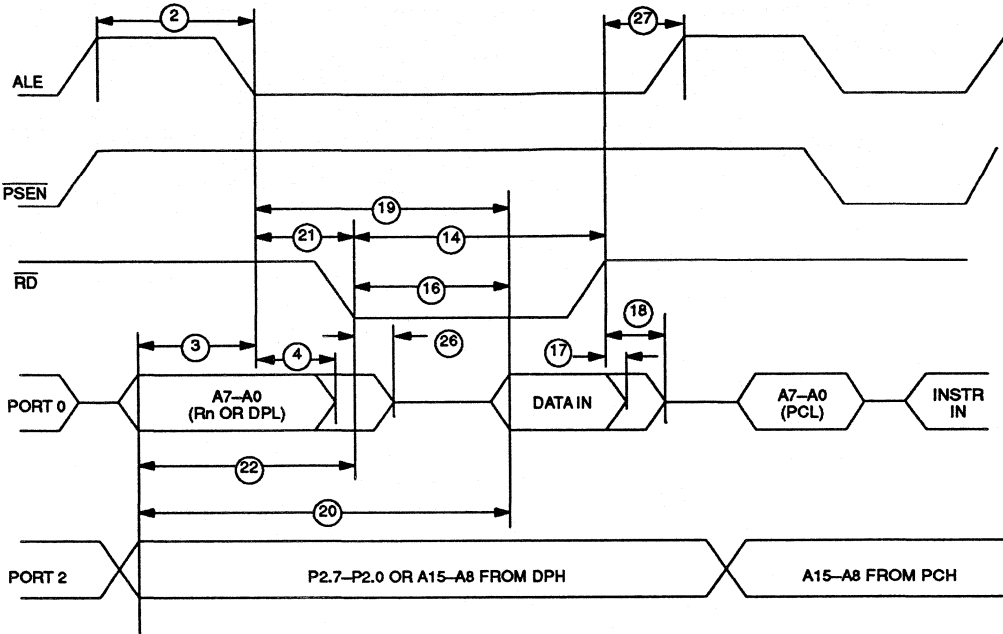 2
27
ALE
PSEN
19
21
14
RD
16
18
3
4
26
17
PORT 0
A7–A0
(Rn OR DPL)
DATA IN
A7–A0
(PCL)
INSTR
IN
22
20
PORT 2
P2.7–P2.0 OR A15–A8 FROM DPH
A15–A8 FROM PCH